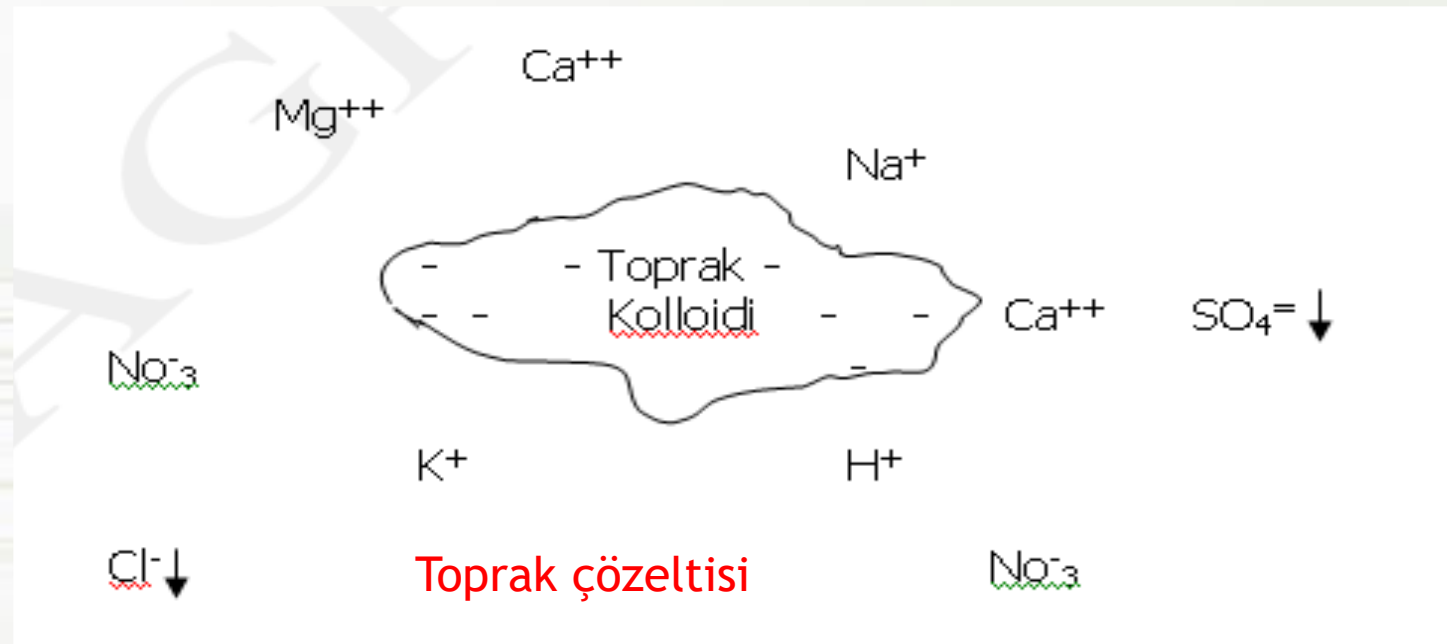 Ca++
Mg++
Na+
- - Toprak -
- - Kolloidi - -
Ca++ SO₄= ↓
No⁻₃
-
K+ H+
Cl-↓ Toprak çözeltisi No⁻₃